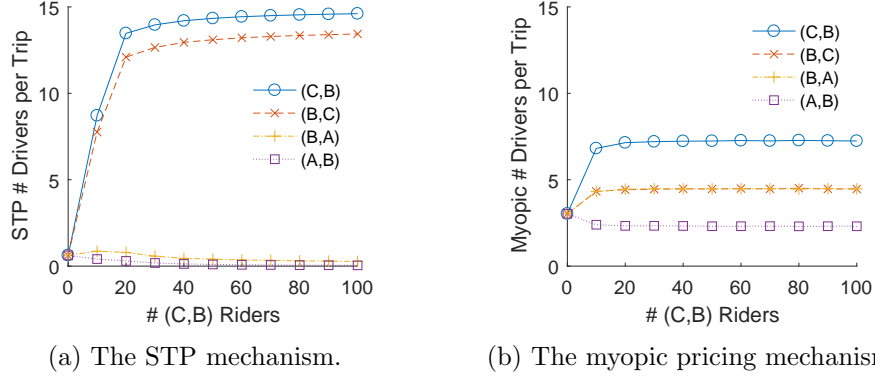 15
10
5
0
STP # Drivers per Trip
(C,B)
(B,C)
(B,A)
(A,B)
0 20 40 60 80 100
# (C,B) Riders
(a) The STP mechanism.
15
10
5
0
Myopic # Drivers per Trip
(C,B)
(B,C)
(B,A)
(A,B)
0 20 40 60 80 100
# (C,B) Riders
(b) The myopic pricing mechanism